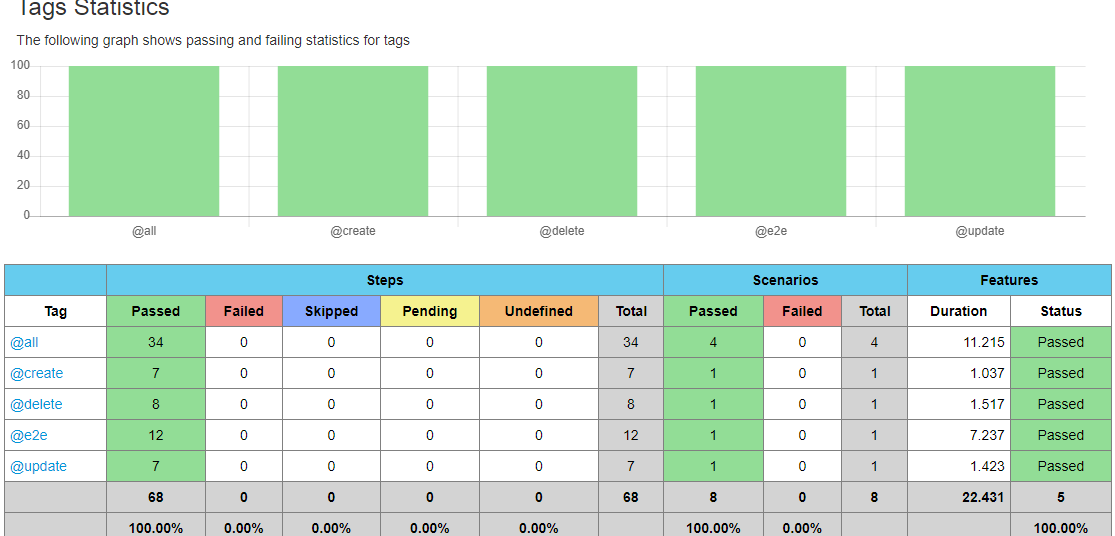 Tags Statistics
The following graph shows passing and failing statistics for tags
100
80
60
40
20
0
@all @create @delete @e2e @update
Steps Scenarios Features
Tag Passed Failed Skipped Pending Undefined Total Passed Failed Total Duration Status
@all 34 0 0 0 0 34 4 0 4 11.215 Passed
@create 7 0 0 0 0 7 1 0 1 1.037 Passed
@delete 8 0 0 0 0 8 1 0 1 1.517 Passed
@e2e 12 0 0 0 0 12 1 0 1 7.237 Passed
@update 7 0 0 0 0 7 1 0 1 1.423 Passed
68 0 0 0 0 68 8 0 8 22.431 5
100.00% 0.00% 0.00% 0.00% 0.00% 100.00% 0.00% 100.00%